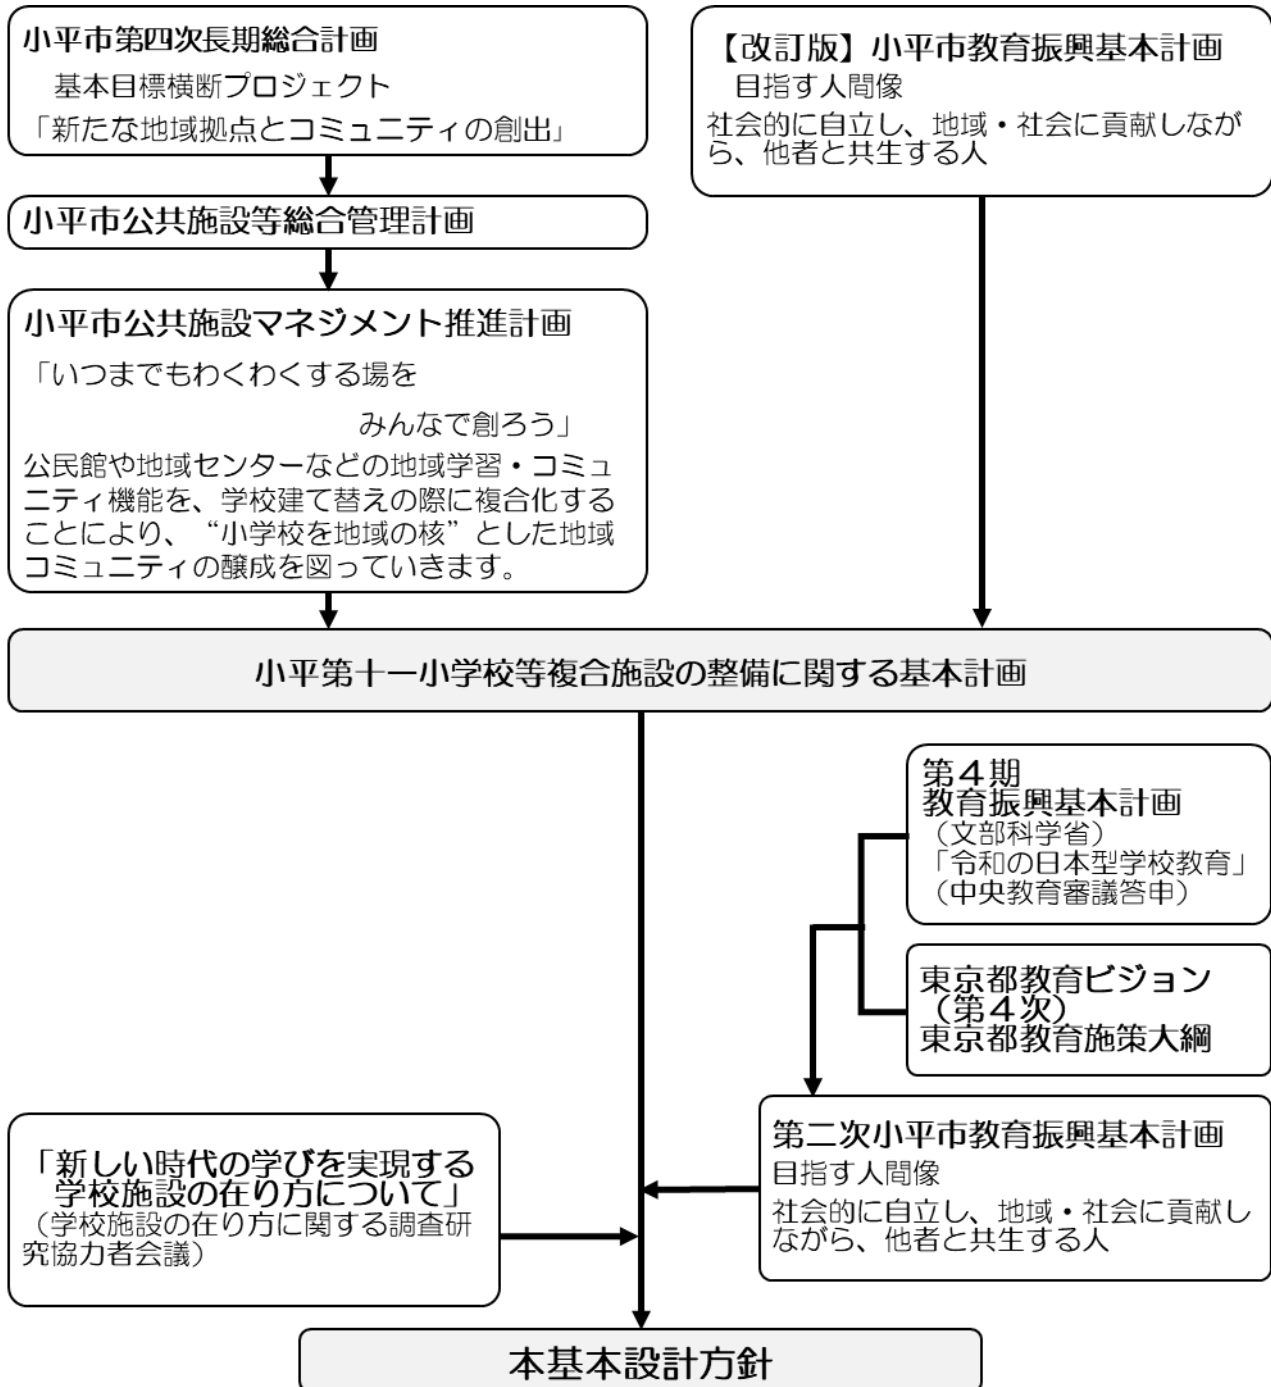 小平市第四次長期総合計画
基本目標横断プロジェクト
「新たな地域拠点とコミュニティの創出」
小平市公共施設等総合管理計画
小平市公共施設マネジメント推進計画
「いつまでもわくわくする場を
みんなで創ろう」
公民館や地域センターなどの地域学習・コミュ
ニティ機能を、学校建て替えの際に複合化する
ことにより、“小学校を地域の核”とした地域
コミュニティの醸成を図っていきます。
【改訂版】小平市教育振興基本計画
目指す人間像
社会的に自立し、地域・社会に貢献しなが
ら、他者と共生する人
小平第十一小学校等複合施設の整備に関する基本計画
第４期
教育振興基本計画
（文部科学省）
「令和の日本型学校教育」
（中央教育審議答申）
東京都教育ビジョン
（第４次）
東京都教育施策大綱
第二次小平市教育振興基本計画
目指す人間像
社会的に自立し、地域・社会に貢献し
ながら、他者と共生する人
「新しい時代の学びを実現する
学校施設の在り方について」
（学校施設の在り方に関する調査研
究協力者会議）
本基本設計方針